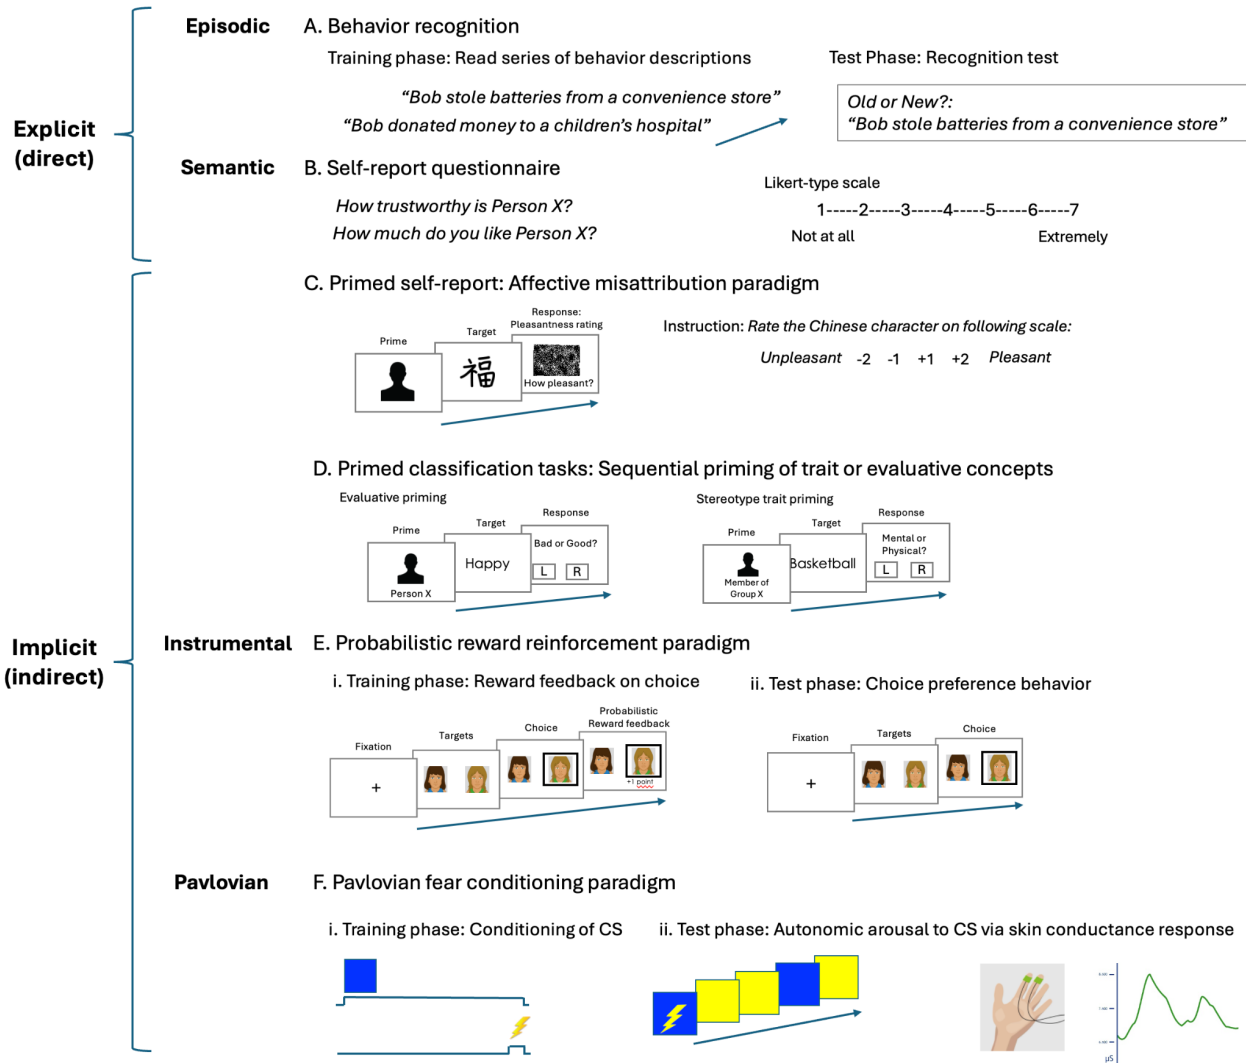 Episodic
A. Behavior recognition
Training phase: Read series of behavior descriptions
Test Phase: Recognition test
“Bob stole batteries from a convenience store”
“Bob donated money to a children’s hospital”
Old or New?:
“Bob stole batteries from a convenience store”
Explicit
(direct)
Semantic
B. Self-report questionnaire
How trustworthy is Person X?
How much do you like Person X?
Likert-type scale
1-----2-----3-----4-----5-----6-----7
Not at all
Extremely
C. Primed self-report: Affective misattribution paradigm
Prime
Target
福
Response:
Pleasantness rating
How pleasant?
Instruction: Rate the Chinese character on following scale:
Unpleasant -2 -1 +1 +2 Pleasant
D. Primed classification tasks: Sequential priming of trait or evaluative concepts
Evaluative priming
Prime
Person X
Target
Happy
Response
Bad or Good?
L R
Stereotype trait priming
Prime
Member of
Group X
Target
Basketball
Response
Mental or
Physical?
L R
Implicit
(indirect)
Instrumental
E. Probabilistic reward reinforcement paradigm
i. Training phase: Reward feedback on choice
Fixation
+
Targets
Choice
Probabilistic
Reward feedback
+1 point
ii. Test phase: Choice preference behavior
Fixation
+
Targets
Choice
Pavlovian
F. Pavlovian fear conditioning paradigm
i. Training phase: Conditioning of CS
ii. Test phase: Autonomic arousal to CS via skin conductance response
µS